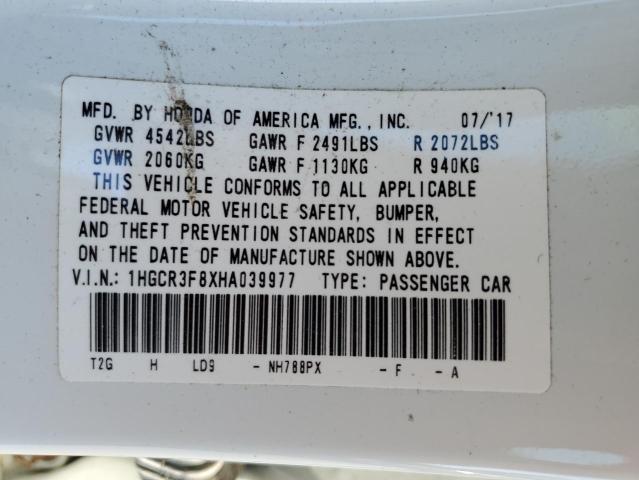 MFD. BY HONDA OF AMERICA MFG., INC. 07/'17
GVWR 4542LBS GAWR F 2491LBS R 2072LBS
GVWR 2060KG GAWR F 1130KG R 940KG
THIS VEHICLE CONFORMS TO ALL APPLICABLE
FEDERAL MOTOR VEHICLE SAFETY, BUMPER,
AND THEFT PREVENTION STANDARDS IN EFFECT
ON THE DATE OF MANUFACTURE SHOWN ABOVE.
V.I.N.: 1HGCR3F8XHA039977 TYPE: PASSENGER CAR
T2G H LD9 - NH788PX - F - A